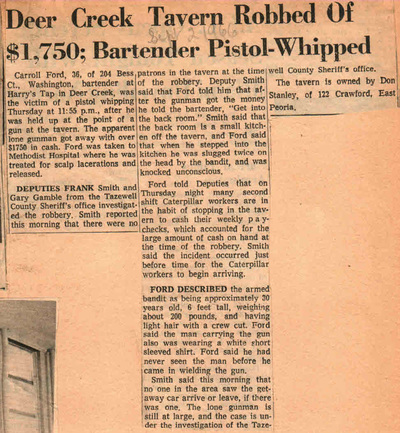 Deer Creek Tavern Robbed Of
$1,750; Bartender Pistol-Whipped
Carroll Ford, 36, of 204 Bess
Ct., Washington, bartender at
Harry's Tap in Deer Creek, was
the victim of a pistol whipping
Thursday at 11:55 p.m., after he
was held up at the point of a
gun at the tavern. The apparent
lone gunman got away with over
$1750 in cash. Ford was taken to
Methodist Hospital where he was
treated for scalp lacerations and
released.
DEPUTIES FRANK Smith and
Gary Gamble from the Tazewell
County Sheriff's office investigat-
ed the robbery. Smith reported
this morning that there were no
patrons in the tavern at the time
of the robbery. Deputy Smith
said that Ford told him that af-
ter the gunman got the money
he told the bartender, "Get into
the back room." Smith said that
the back room is a small kitch-
en off the tavern, and Ford said
that when he stepped into the
kitchen he was slugged twice on
the head by the bandit, and was
knocked unconscious.
Ford told Deputies that on
Thursday night many second
shift Caterpillar workers are in
the habit of stopping in the tav-
ern to cash their weekly pay-
checks, which accounted for the
large amount of cash on hand at
the time of the robbery. Smith
said the incident occurred just
before time for the Caterpillar
workers to begin arriving.
FORD DESCRIBED the armed
bandit as being approximately 20
years old, 6 feet tall, weighing
about 200 pounds, and having
light hair with a crew cut. Ford
said the man carrying the gun
also was wearing a white short
sleeved shirt. Ford said he had
never seen the man before he
came in wielding the gun.
Smith said this morning that
no one in the area saw the get-
away car arrive or leave, if there
was one. The lone gunman is
still at large, and the case is un-
der the investigation of the Taze-
well County Sheriff's office.
The tavern is owned by Don
Stanley, of 122 Crawford, East
Peoria.